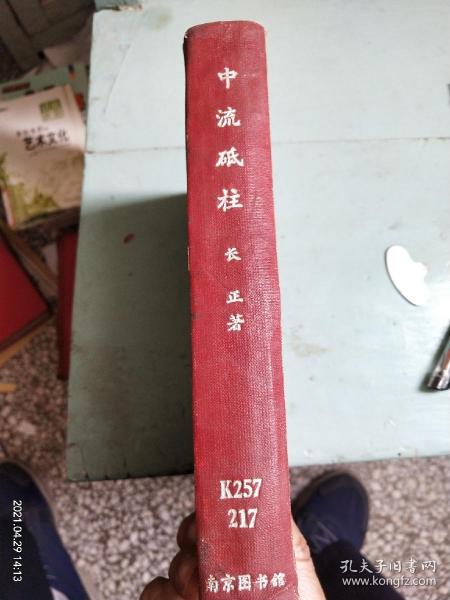 中流砥柱
长正著
K257
217
南京图书馆
艺术文化
2021.04.29 14:13
孔夫子旧书网
www.kongfz.com